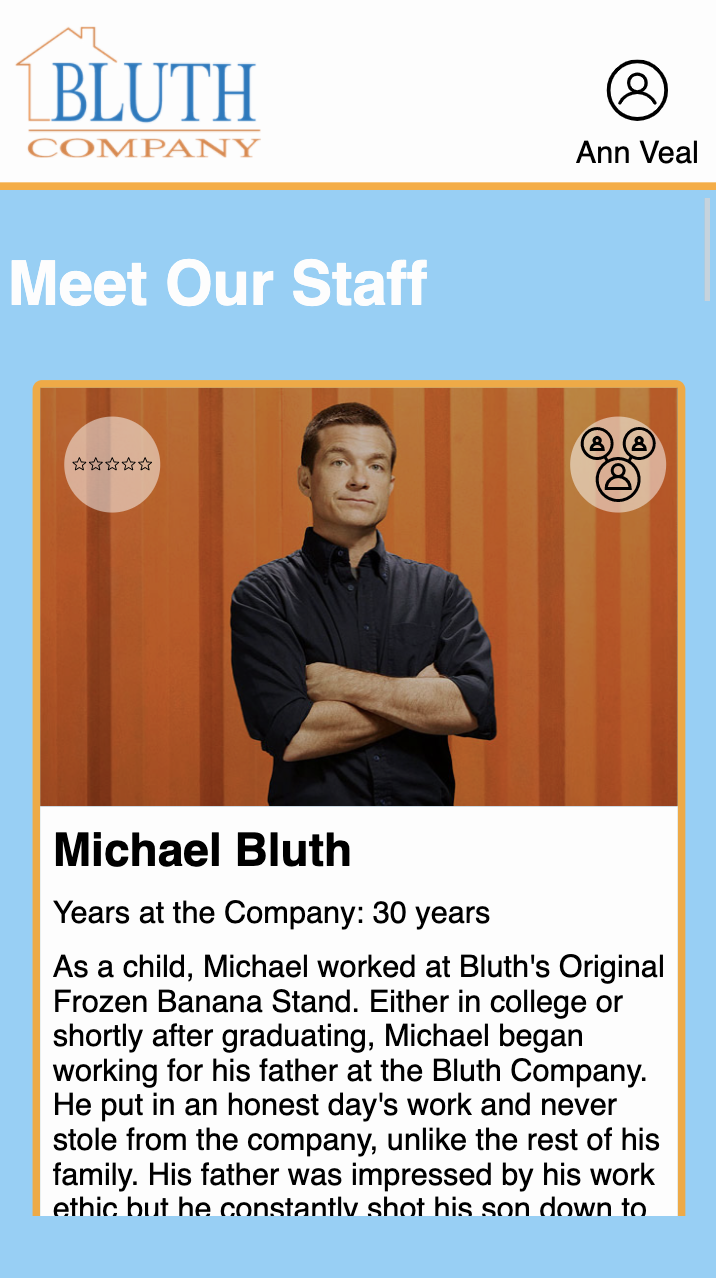 BLUTH
COMPANY
Ann Veal
Meet Our Staff
Michael Bluth
Years at the Company: 30 years
As a child, Michael worked at Bluth's Original
Frozen Banana Stand. Either in college or
shortly after graduating, Michael began
working for his father at the Bluth Company.
He put in an honest day's work and never
stole from the company, unlike the rest of his
family. His father was impressed by his work
ethic but he constantly shot his son down to